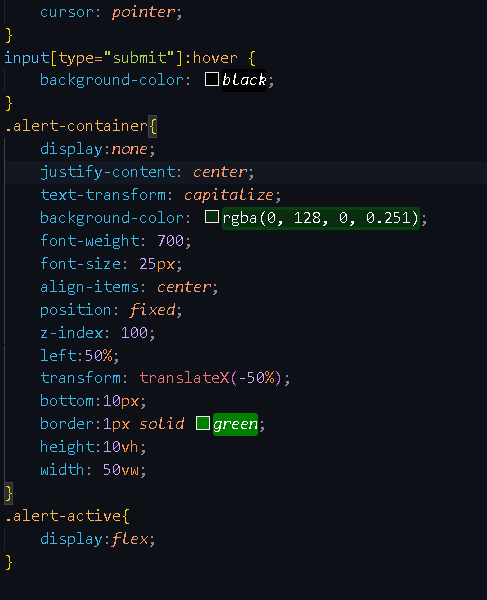 cursor: pointer;
}
input[type="submit"]:hover {
background-color: black;
}
.alert-container{
display:none;
justify-content: center;
text-transform: capitalize;
background-color: rgba(0, 128, 0, 0.251);
font-weight: 700;
font-size: 25px;
align-items: center;
position: fixed;
z-index: 100;
left:50%;
transform: translateX(-50%);
bottom:10px;
border:1px solid green;
height:10vh;
width: 50vw;
}
.alert-active{
display:flex;
}